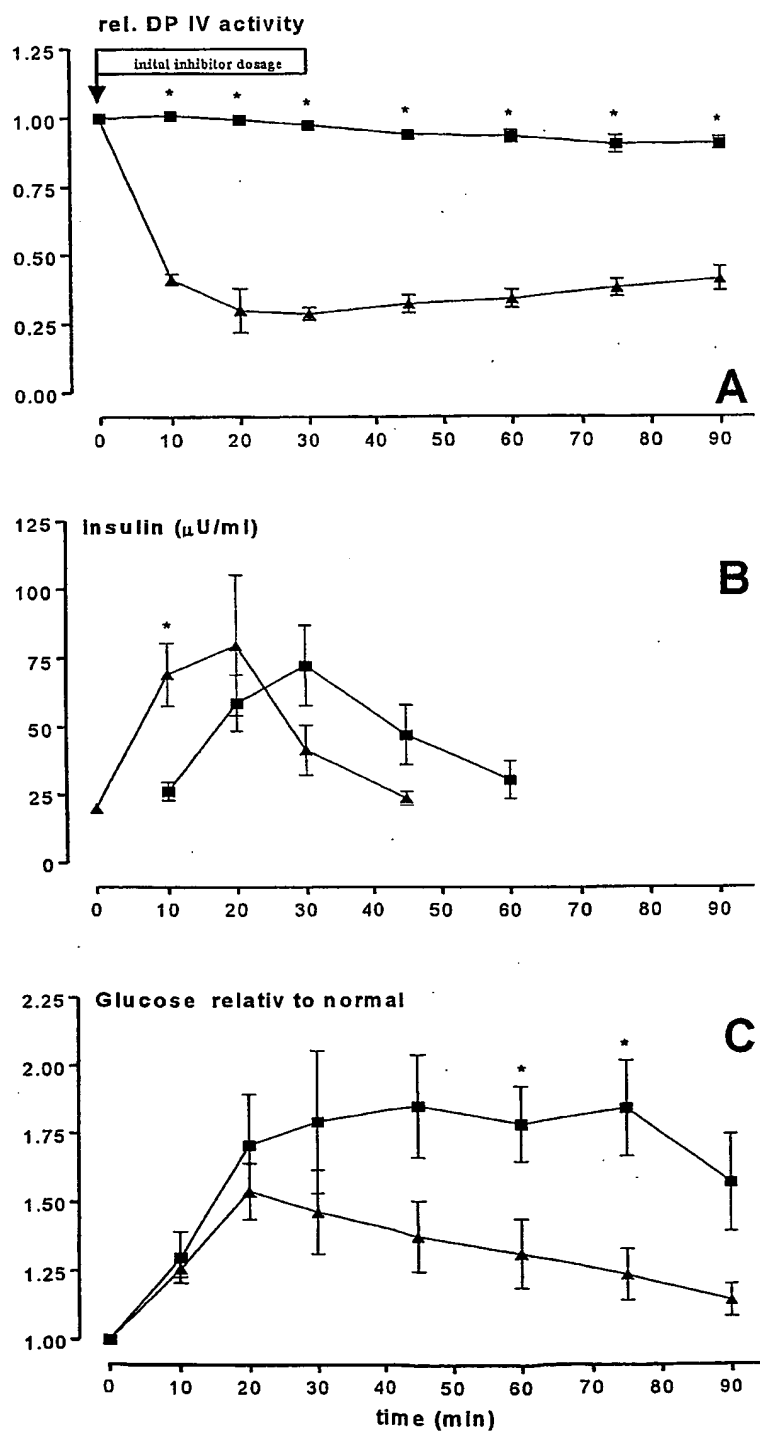 rel. DP IV activity
1.25
inital inhibitor dosage
* * * * * * *
1.00
0.75
0.50
0.25
0.00
A
0 10 20 30 40 50 60 70 80 90
125
insulin (µU/ml)
B
100
*
75
50
25
0
0 10 20 30 40 50 60 70 80 90
2.25
Glucose relativ to normal
C
* *
2.00
1.75
1.50
1.25
1.00
0 10 20 30 40 50 60 70 80 90
time (min)